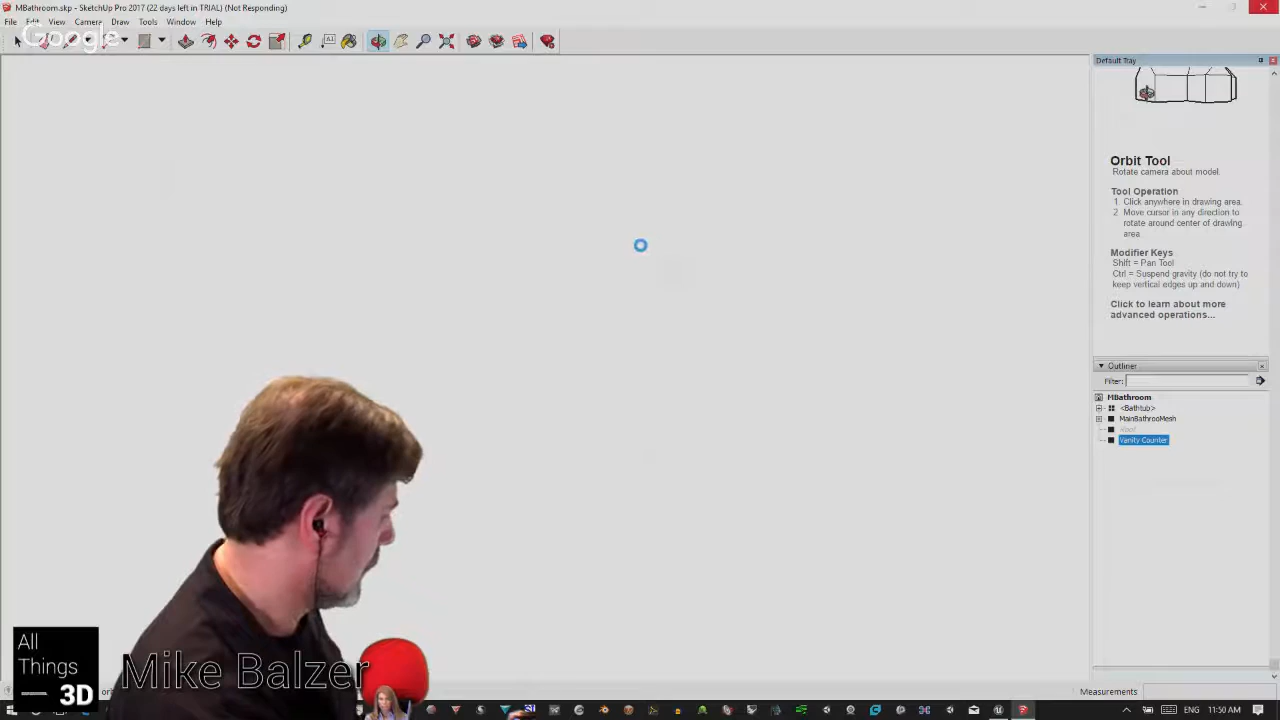 MBathroom.skp - SketchUp Pro 2017 (22 days left in TRIAL) (Not Responding)
File Edit View Camera Draw Tools Window Help
Google
Default Tray
Orbit Tool
Rotate camera about model.
Tool Operation
1 Click anywhere in drawing area.
2 Move cursor in any direction to
rotate around center of drawing
area.
Modifier Keys
Shift = Pan Tool
Ctrl = Suspend gravity (do not try to
keep vertical edges up and down)
Click to learn about more
advanced operations...
Outliner
Filter:
MBathroom
<Bathtub>
MainBathrooMesh
Vanity Counter
All
Things
3D
Mike Balzer
Measurements
ENG 11:50 AM